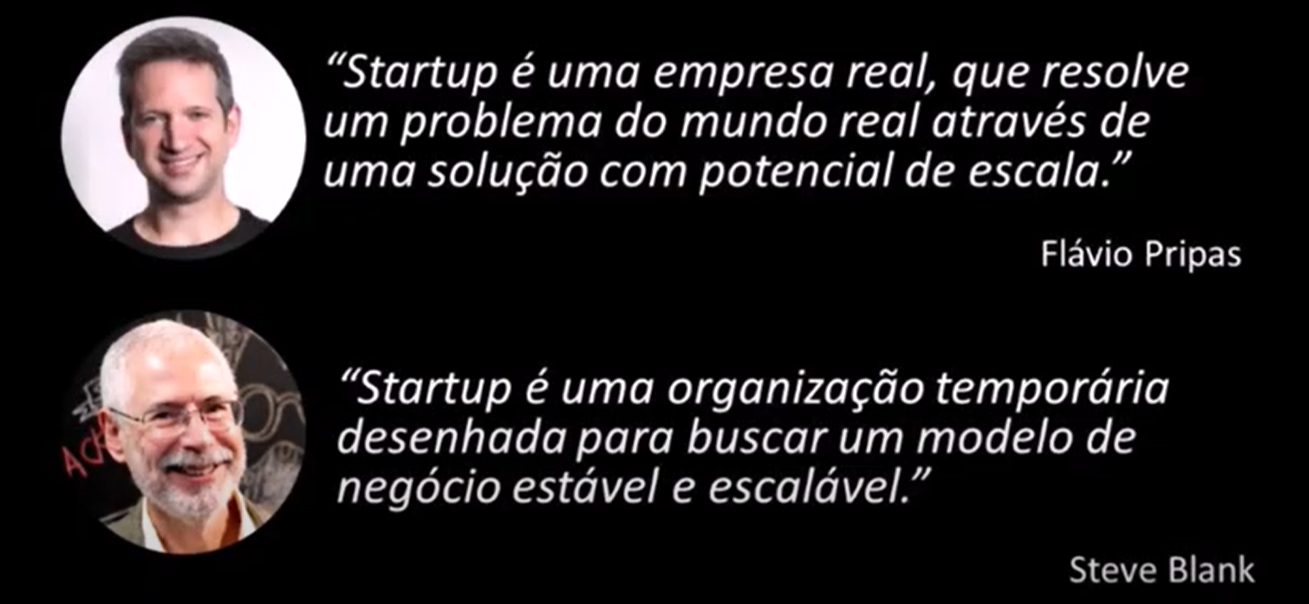 “Startup é uma empresa real, que resolve
um problema do mundo real através de
uma solução com potencial de escala.”
Flávio Pripas
“Startup é uma organização temporária
desenhada para buscar um modelo de
negócio estável e escalável.”
Steve Blank